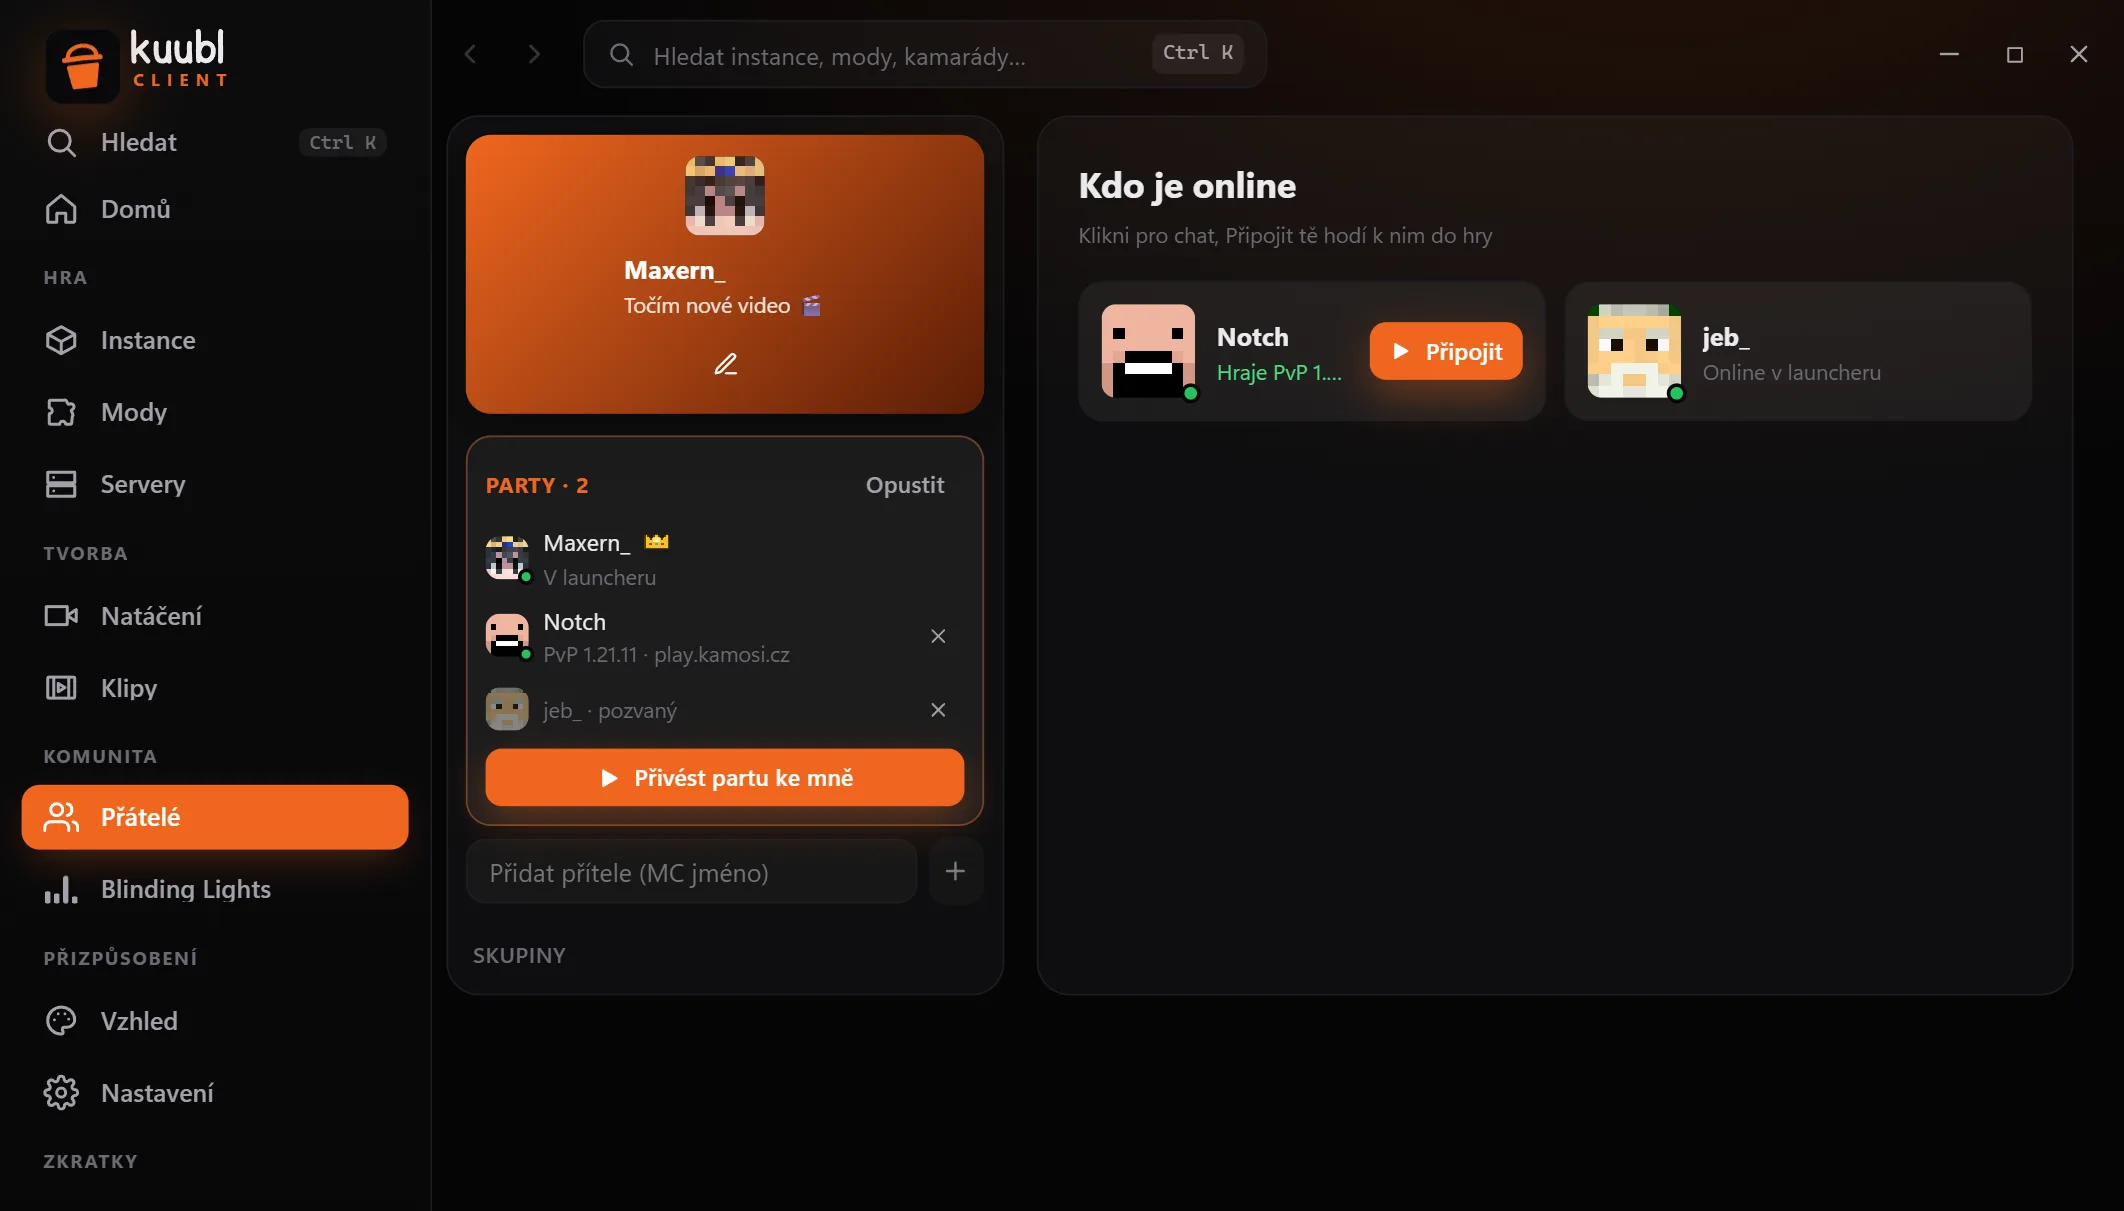 kuubl
CLIENT
Hledat Ctrl K
Domů
HRA
Instance
Mody
Servery
TVORBA
Natáčení
Klipy
KOMUNITA
Přátelé
Blinding Lights
PŘIZPŮSOBENÍ
Vzhled
Nastavení
ZKRATKY
Hledat instance, mody, kamarády... Ctrl K
Maxern_
Točím nové video 🎬
PARTY · 2 Opustit
Maxern_ 👑
V launcheru
Notch
PvP 1.21.11 · play.kamosi.cz
jeb_ · pozvaný
Přivést partu ke mně
Přidat přítele (MC jméno)
SKUPINY
Kdo je online
Klikni pro chat, Připojit tě hodí k nim do hry
Notch
Hraje PvP 1....
Připojit
jeb_
Online v launcheru